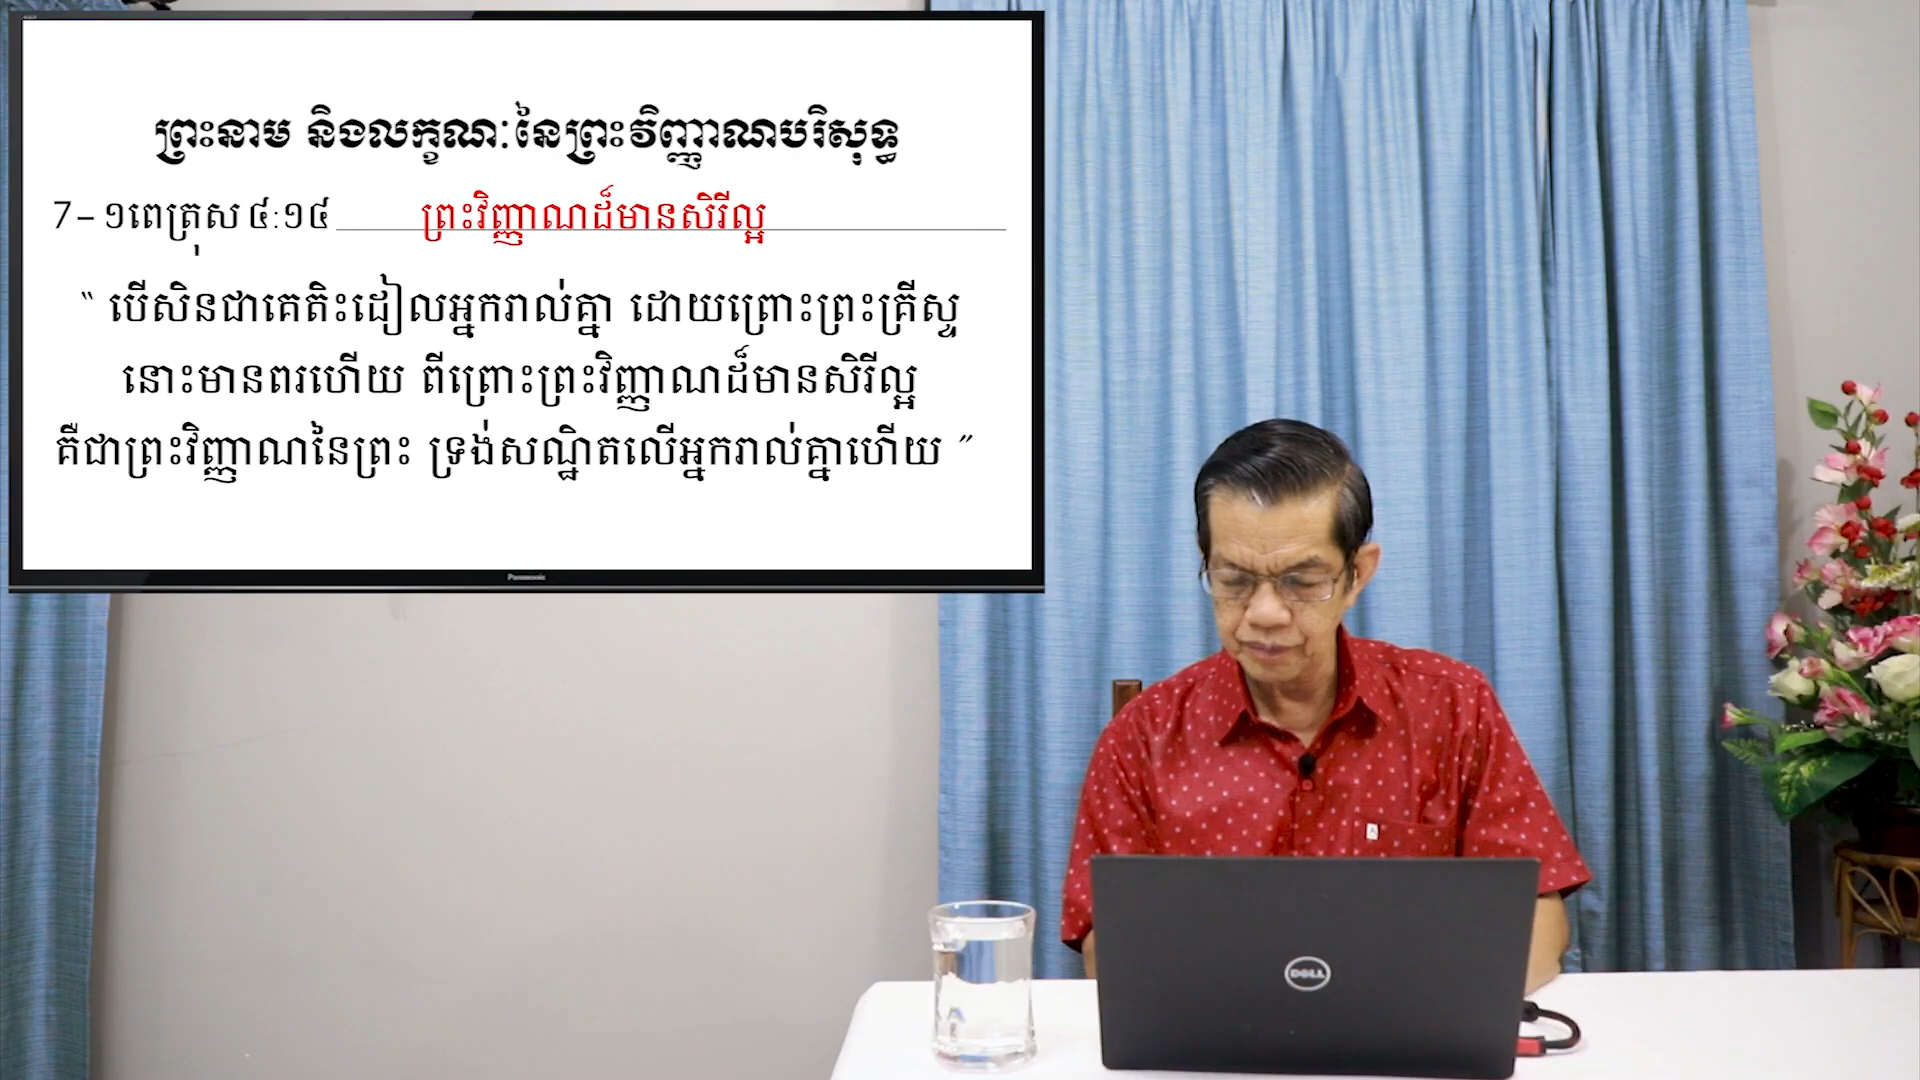 ព្រះនាម និងលក្ខណៈនៃព្រះវិញ្ញាណបរិសុទ្ធ
7– ១ពេត្រុស ៤:១៤ ព្រះវិញ្ញាណដ៏មានសិរីល្អ
“ បើសិនជាគេតិះដៀលអ្នករាល់គ្នា ដោយព្រោះព្រះគ្រីស្ទ
នោះមានពរហើយ ពីព្រោះព្រះវិញ្ញាណដ៏មានសិរីល្អ
គឺជាព្រះវិញ្ញាណនៃព្រះ ទ្រង់សណ្ឋិតលើអ្នករាល់គ្នាហើយ ”
Panasonic
DELL